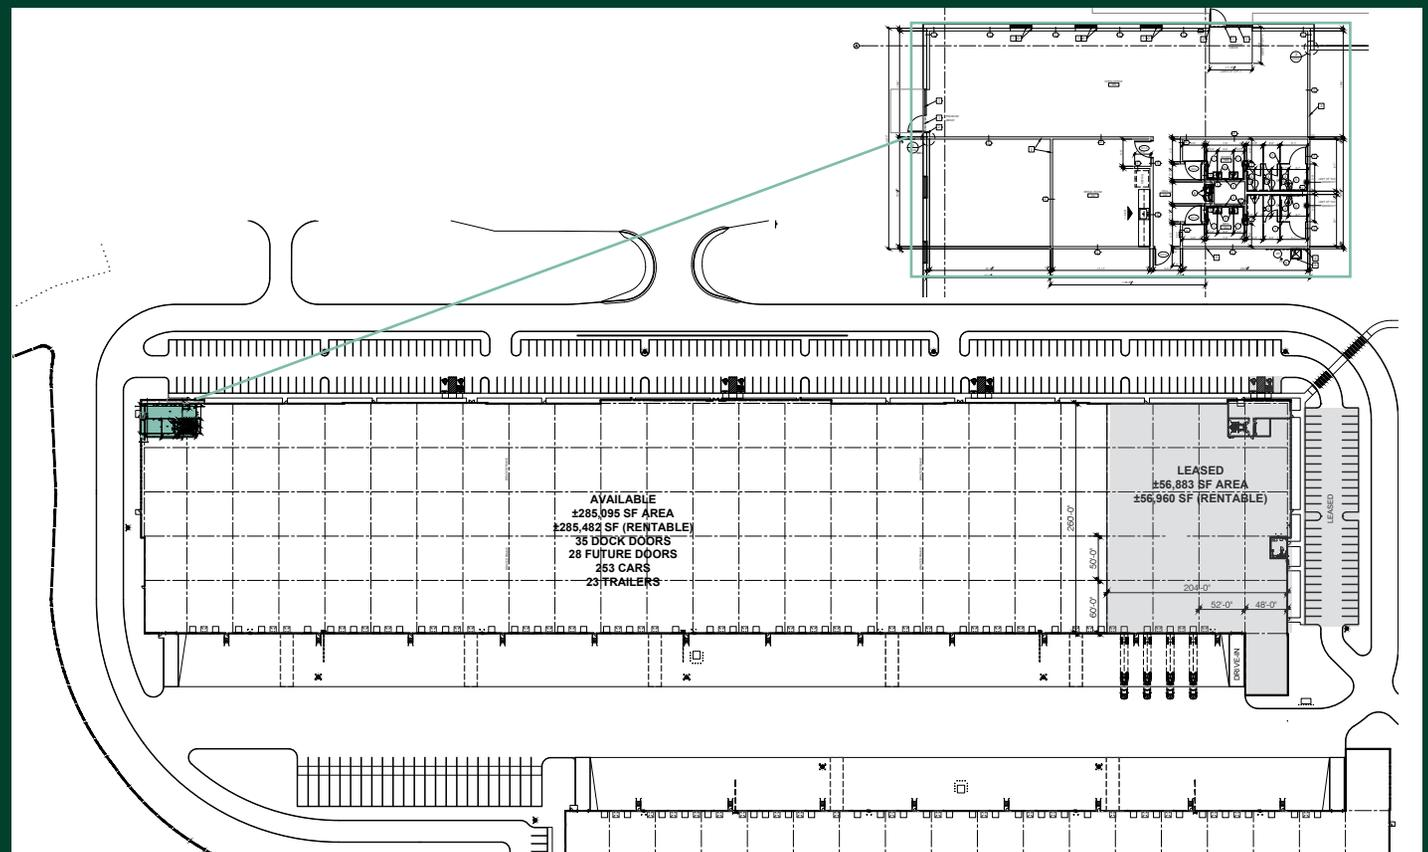 AVAILABLE
±285,095 SF AREA
±285,482 SF (RENTABLE)
35 DOCK DOORS
28 FUTURE DOORS
253 CARS
23 TRAILERS
LEASED
±56,883 SF AREA
±56,960 SF (RENTABLE)
LEASED
260'-0"
50'-0"
60'-0"
204'-0"
52'-0"
48'-0"
DRIVE-IN